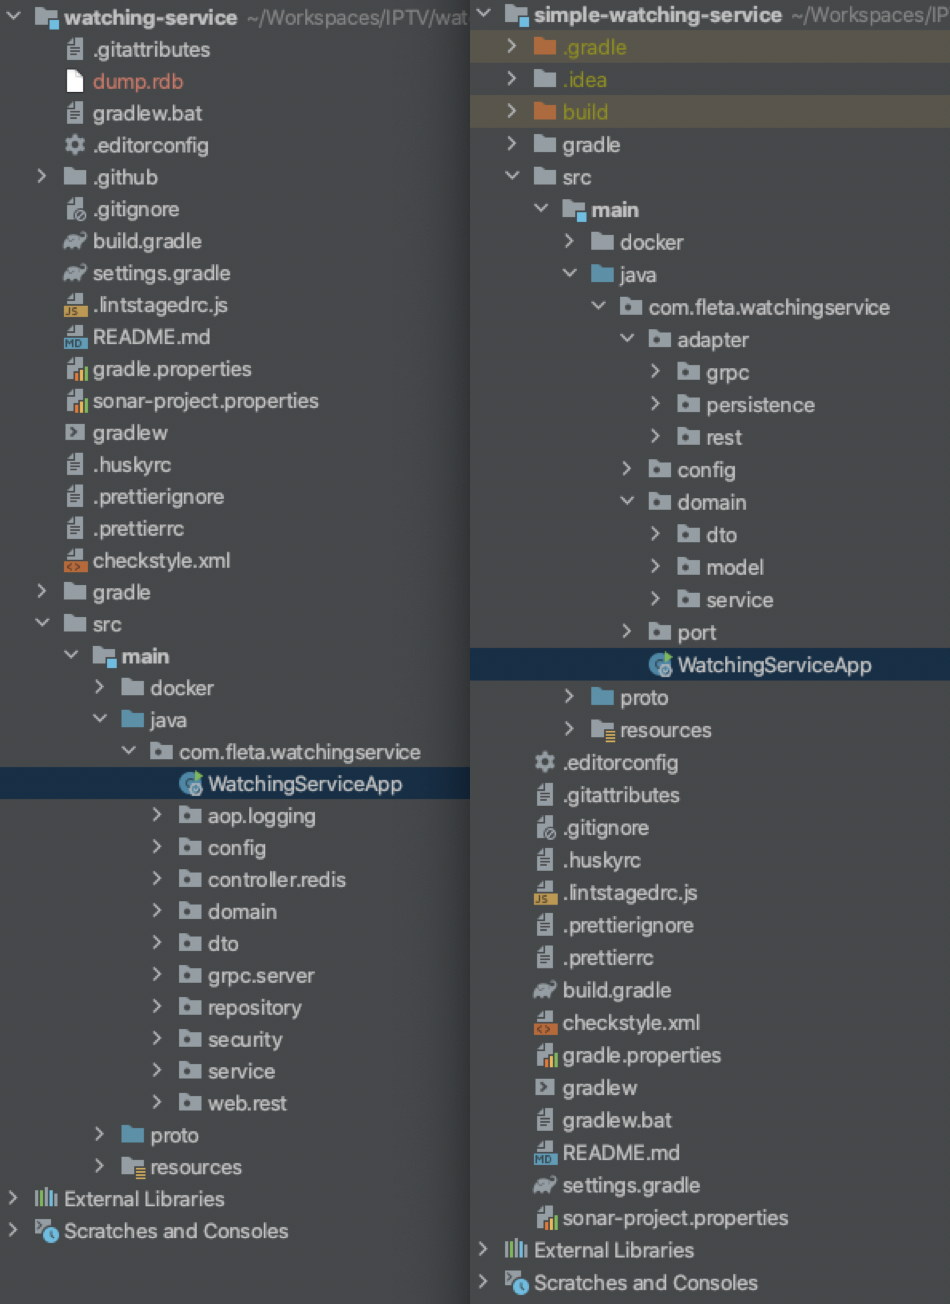 watching-service ~/Workspaces/IPTV/wat
.gitattributes
dump.rdb
gradlew.bat
.editorconfig
.github
.gitignore
build.gradle
settings.gradle
JS .lintstagedrc.js
MD README.md
gradle.properties
sonar-project.properties
gradlew
.huskyrc
.prettierignore
.prettierrc
checkstyle.xml
gradle
src
main
docker
java
com.fleta.watchingservice
WatchingServiceApp
aop.logging
config
controller.redis
domain
dto
grpc.server
repository
security
service
web.rest
proto
resources
External Libraries
Scratches and Consoles
simple-watching-service ~/Workspaces/IP
.gradle
.idea
build
gradle
src
main
docker
java
com.fleta.watchingservice
adapter
grpc
persistence
rest
config
domain
dto
model
service
port
WatchingServiceApp
proto
resources
.editorconfig
.gitattributes
.gitignore
.huskyrc
JS .lintstagedrc.js
.prettierignore
.prettierrc
build.gradle
checkstyle.xml
gradle.properties
gradlew
gradlew.bat
MD README.md
settings.gradle
sonar-project.properties
External Libraries
Scratches and Consoles